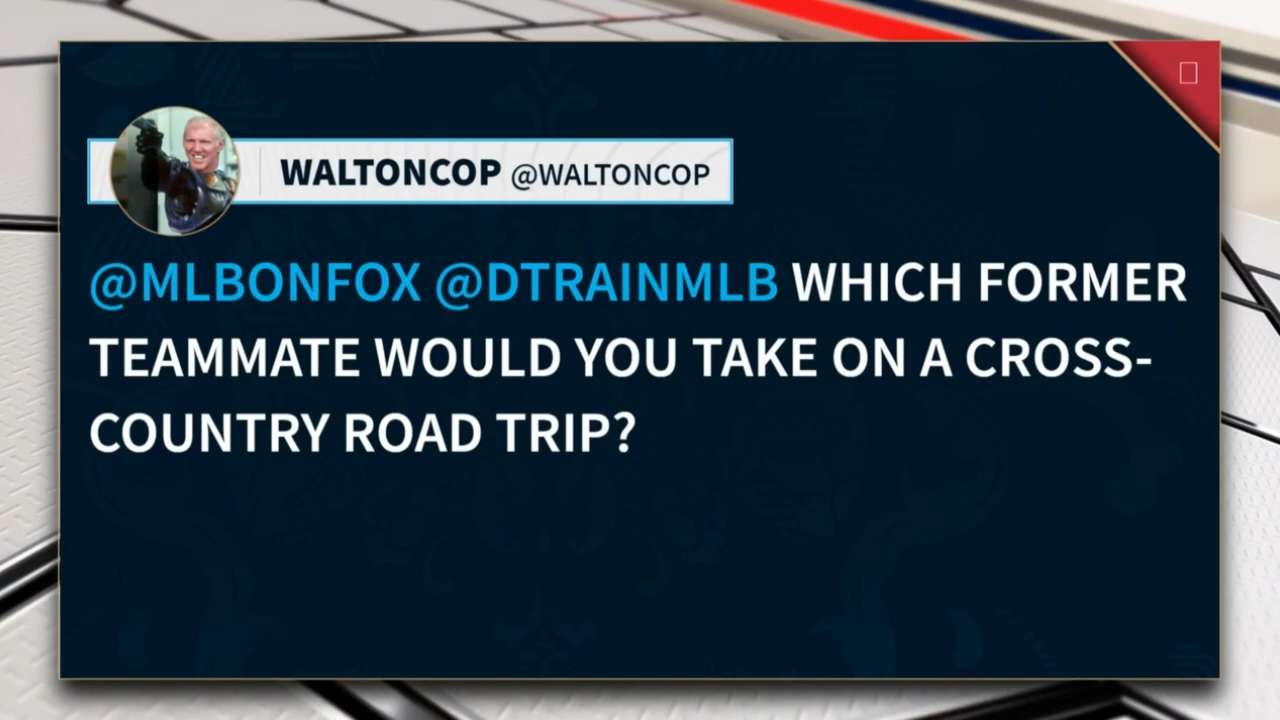 WALTONCOP @WALTONCOP
@MLBONFOX @DTRAINMLB WHICH FORMER
TEAMMATE WOULD YOU TAKE ON A CROSS-
COUNTRY ROAD TRIP?